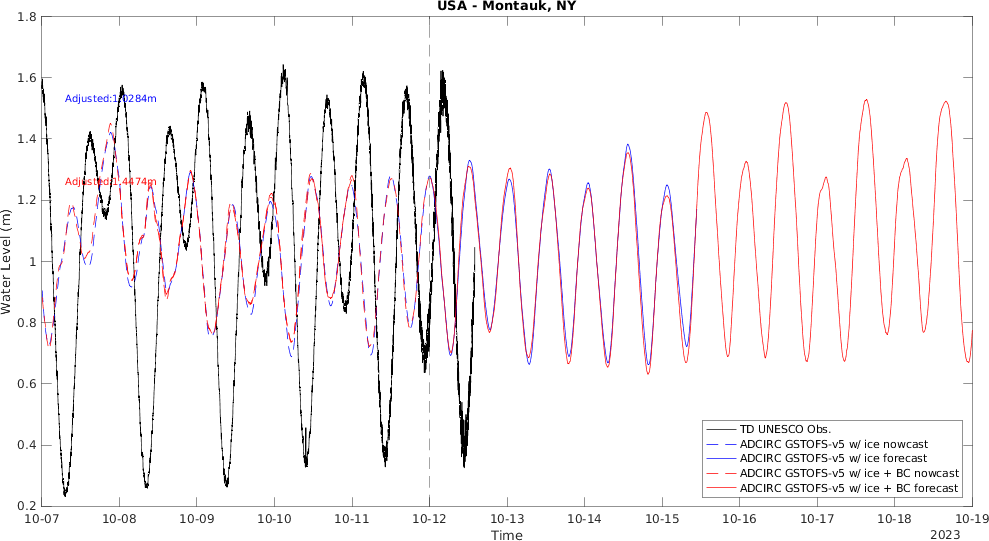 USA - Montauk, NY
Water Level (m)
1.8
1.6
1.4
1.2
1
0.8
0.6
0.4
0.2
Adjusted:1.0284m
Adjusted:1.4474m
TD UNESCO Obs.
ADCIRC GSTOFS-v5 w/ ice nowcast
ADCIRC GSTOFS-v5 w/ ice forecast
ADCIRC GSTOFS-v5 w/ ice + BC nowcast
ADCIRC GSTOFS-v5 w/ ice + BC forecast
10-07 10-08 10-09 10-10 10-11 10-12 10-13 10-14 10-15 10-16 10-17 10-18 10-19
Time
2023